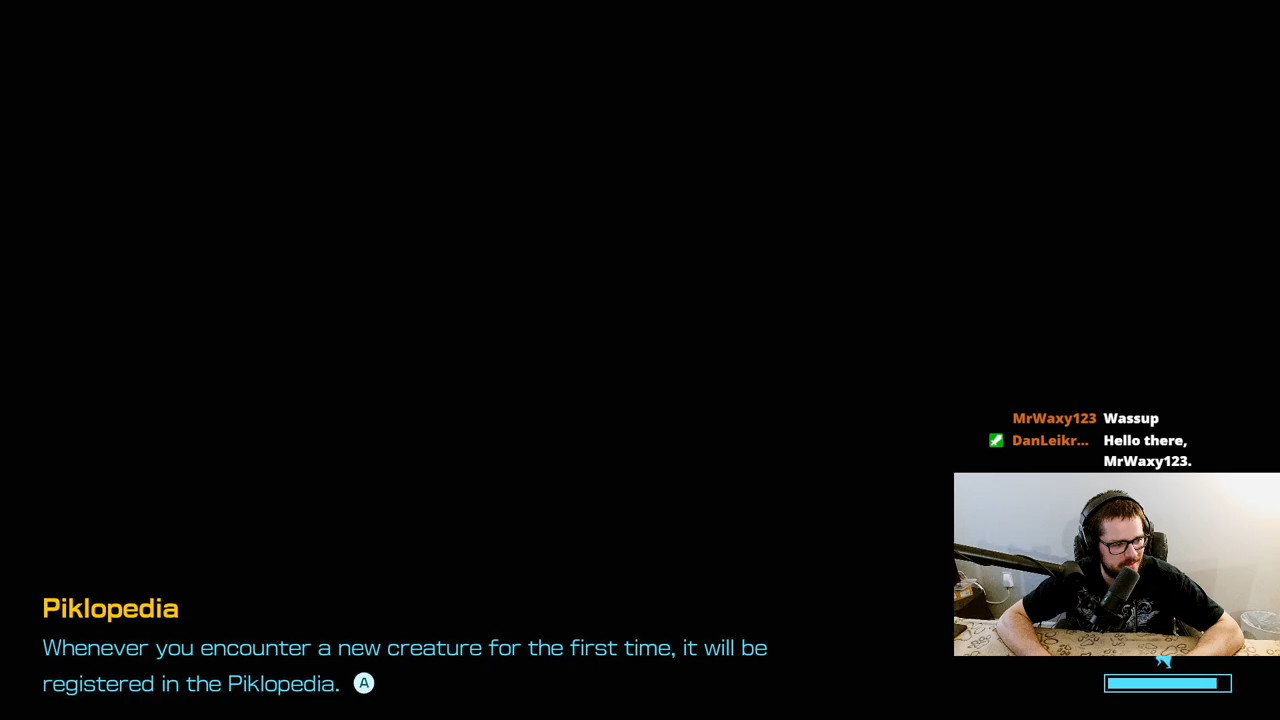 MrWaxy123 Wassup
DanLeikr... Hello there,
MrWaxy123.
Piklopedia
Whenever you encounter a new creature for the first time, it will be
registered in the Piklopedia. A